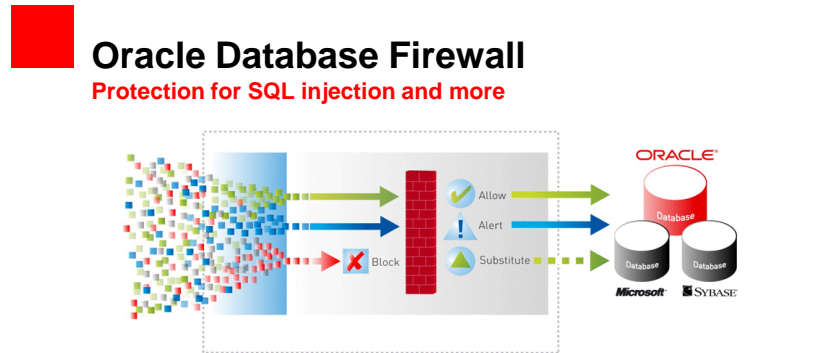 Oracle Database Firewall
Protection for SQL injection and more
ORACLE®
Allow
Database
Alert
Block
Substitute
Database
Database
Microsoft
SYBASE